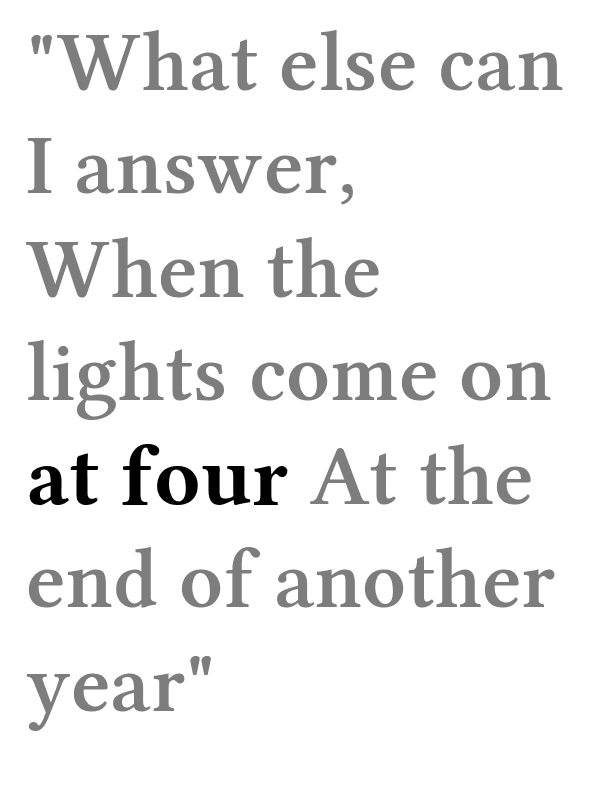 "What else can
I answer,
When the
lights come on
at four At the
end of another
year"